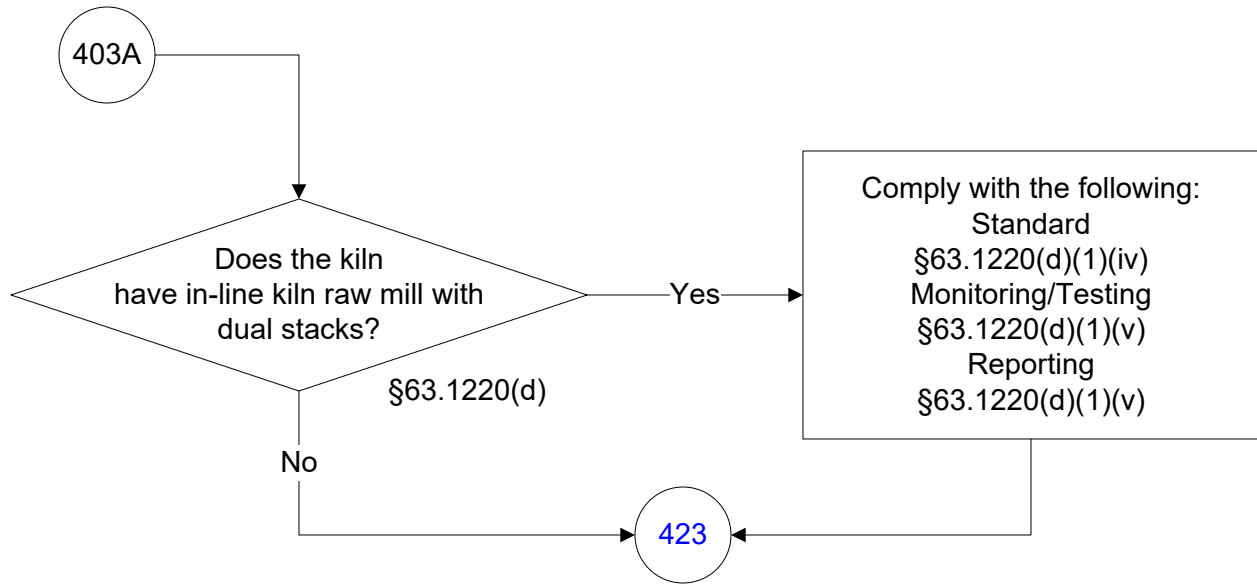 403A
Does the kiln
have in-line kiln raw mill with
dual stacks?
§63.1220(d)
Yes
Comply with the following:
Standard
§63.1220(d)(1)(iv)
Monitoring/Testing
§63.1220(d)(1)(v)
Reporting
§63.1220(d)(1)(v)
No
423